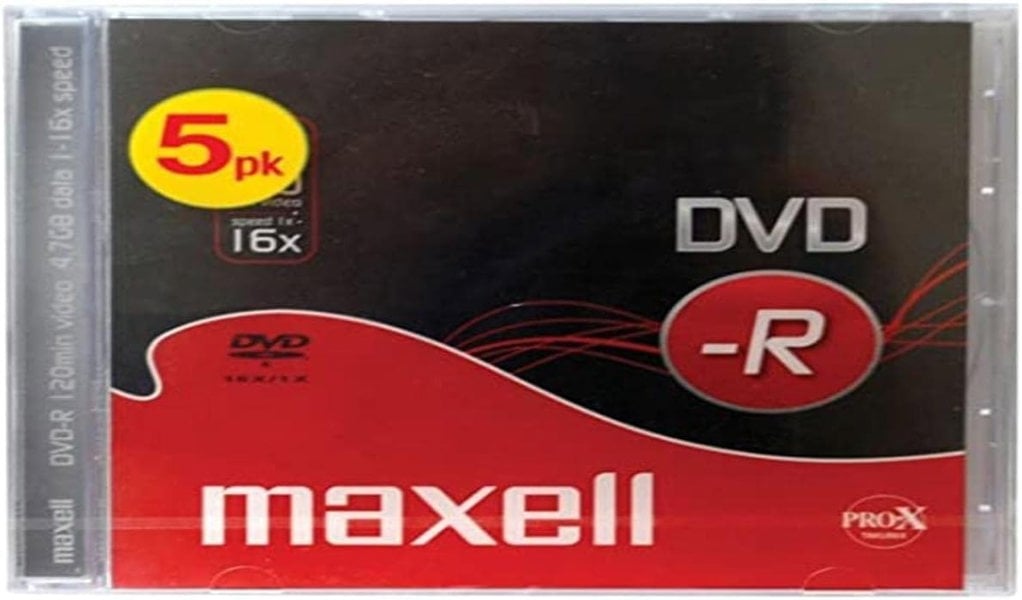 maxell DVD-R 120min video 4.7GB data 1-16x speed
5pk
video
speed 1x-
16x
DVD
-R
DVD
R
16X/1X
maxell
PRO-X